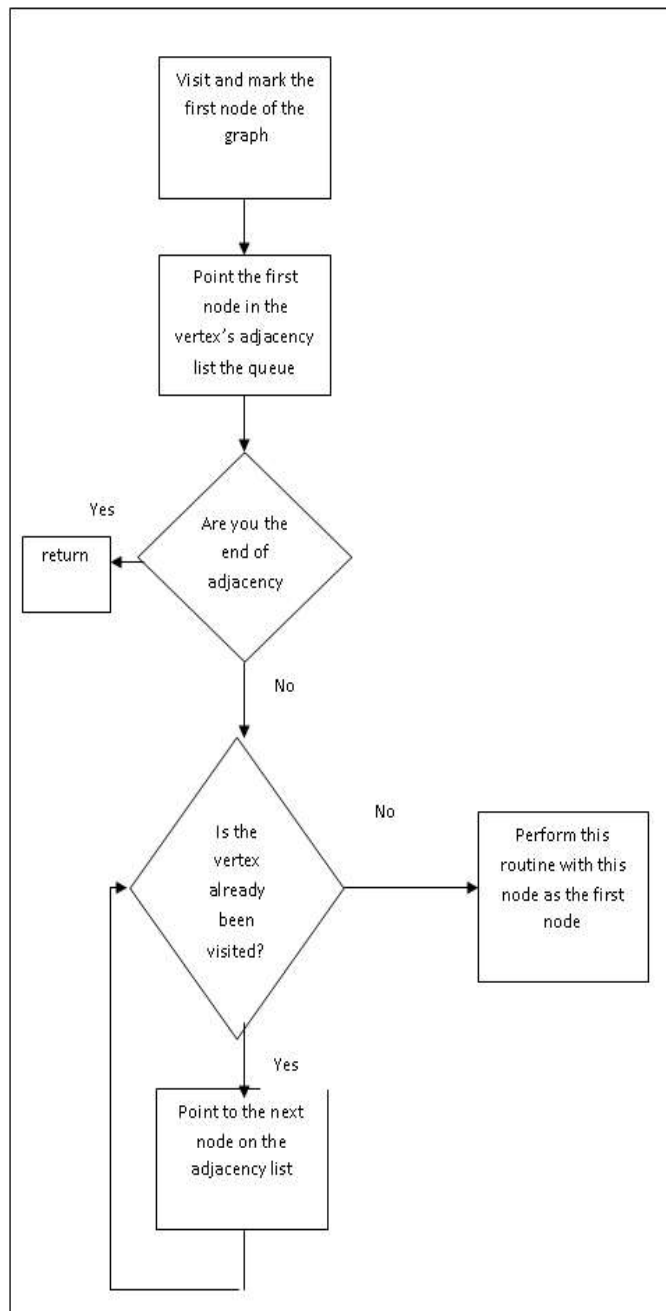 Visit and mark the
first node of the
graph
Point the first
node in the
vertex's adjacency
list the queue
Yes
return
Are you the
end of
adjacency
No
Is the
vertex
already
been
visited?
No
Perform this
routine with this
node as the first
node
Yes
Point to the next
node on the
adjacency list